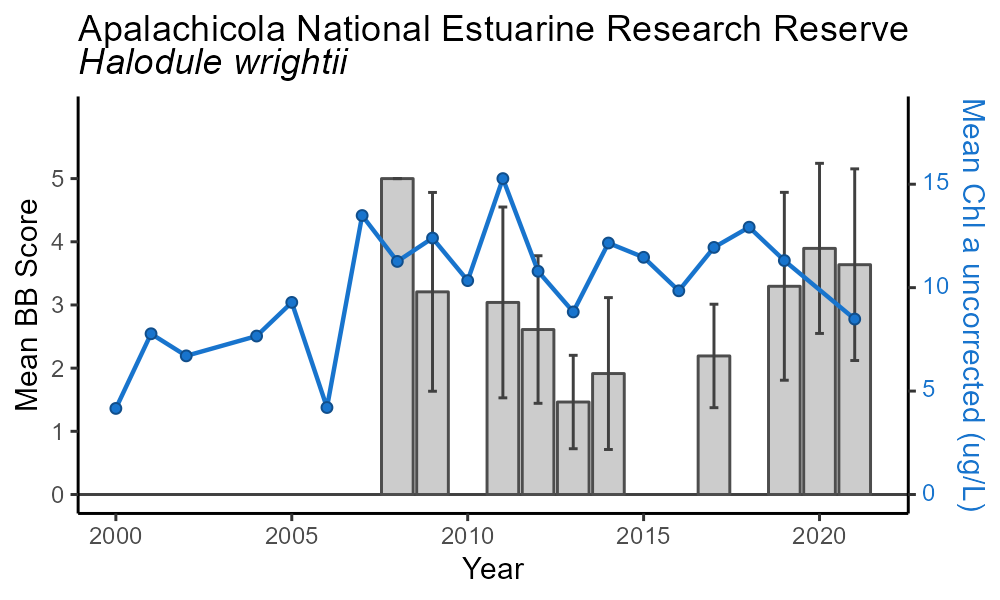 Apalachicola National Estuarine Research Reserve
Halodule wrightii
Mean BB Score
5
4
3
2
1
0
15
10
5
0
Mean Chl a uncorrected (ug/L)
2000 2005 2010 2015 2020
Year